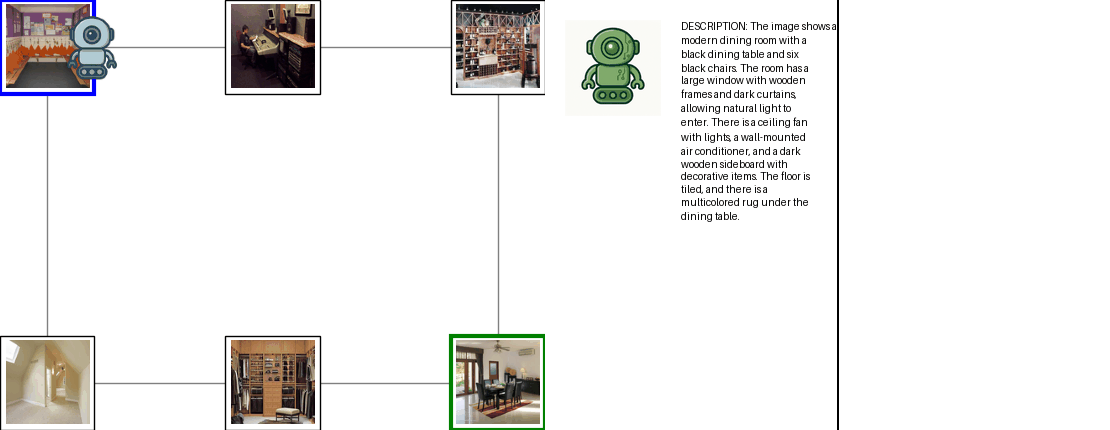 DESCRIPTION: The image shows a
modern dining room with a
black dining table and six
black chairs. The room has a
large window with wooden
frames and dark curtains,
allowing natural light to
enter. There is a ceiling fan
with lights, a wall-mounted
air conditioner, and a dark
wooden sideboard with
decorative items. The floor is
tiled, and there is a
multicolored rug under the
dining table.